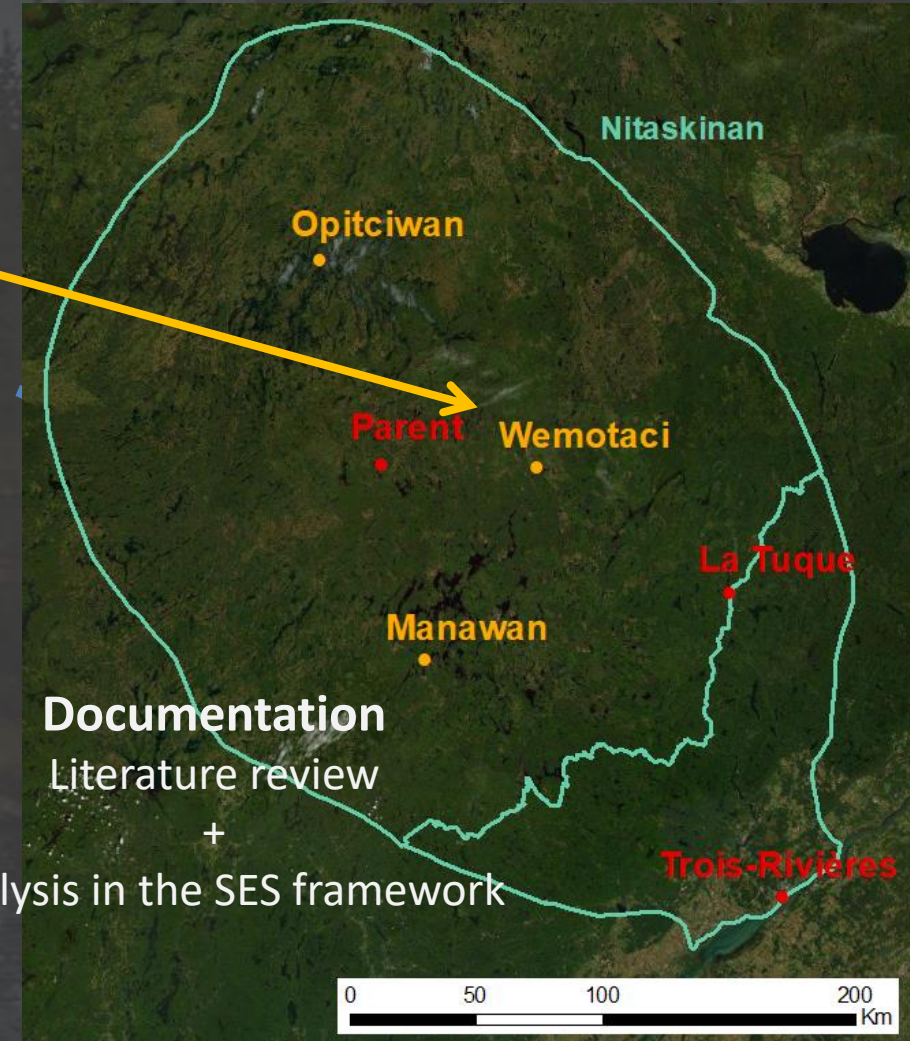 Nitaskinan
Opitciwan
Parent
Wemotaci
La Tuque
Manawan
Documentation
Literature review
+
lysis in the SES framework
Trois-Rivières
0 50 100 200
Km